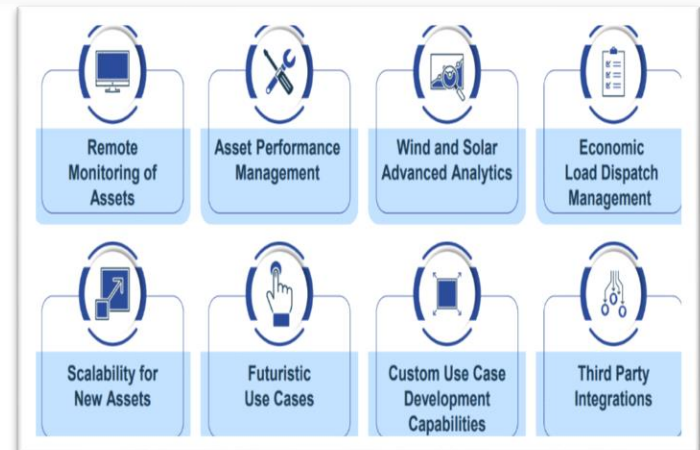 Remote
Monitoring of
Assets
Asset Performance
Management
Wind and Solar
Advanced Analytics
Economic
Load Dispatch
Management
Scalability for
New Assets
Futuristic
Use Cases
Custom Use Case
Development
Capabilities
Third Party
Integrations